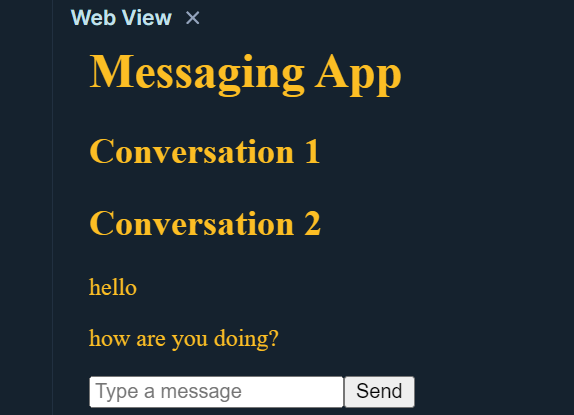 Web View ×
Messaging App
Conversation 1
Conversation 2
hello
how are you doing?
Type a message Send